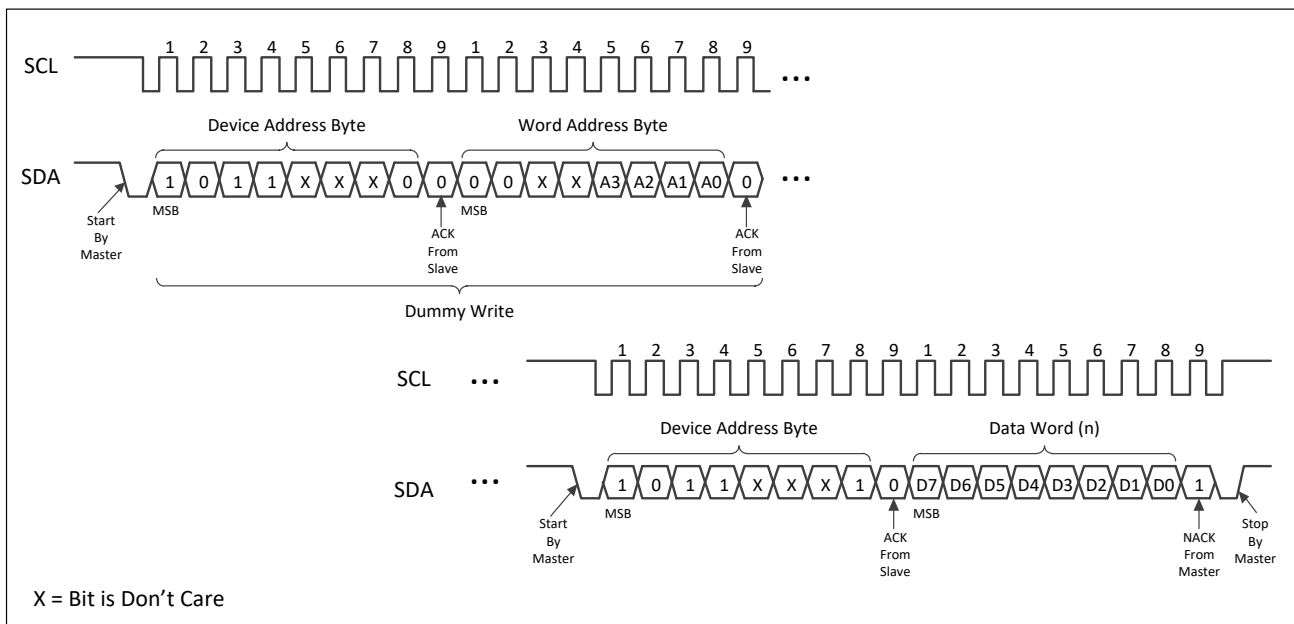 1 2 3 4 5 6 7 8 9 1 2 3 4 5 6 7 8 9
SCL ...
Device Address Byte Word Address Byte
SDA 1 0 1 1 X X X 0 0 0 0 X X A3 A2 A1 A0 0 ...
MSB MSB
Start
By
Master
ACK
From
Slave
ACK
From
Slave
Dummy Write
1 2 3 4 5 6 7 8 9 1 2 3 4 5 6 7 8 9
SCL ...
Device Address Byte Data Word (n)
SDA ... 1 0 1 1 X X X 1 0 D7 D6 D5 D4 D3 D2 D1 D0 1
MSB MSB
Start
By
Master
ACK
From
Slave
NACK
From
Master
Stop
By
Master
X = Bit is Don’t Care